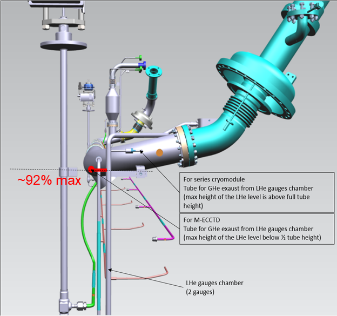 ~92% max
For series cryomodule
Tube for GHe exaust from LHe gauges chamber
(max height of the LHe level is above full tube
height)
For M-ECCTD
Tube for GHe exaust from LHe gauges chamber
(max height of the LHe level below ½ tube height)
LHe gauges chamber
(2 gauges)